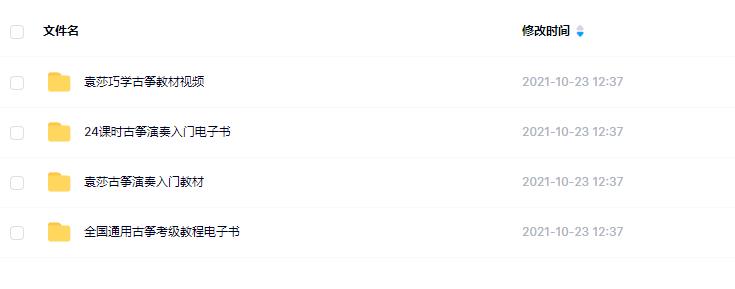 文件名 修改时间
袁莎巧学古筝教材视频 2021-10-23 12:37
24课时古筝演奏入门电子书 2021-10-23 12:37
袁莎古筝演奏入门教材 2021-10-23 12:37
全国通用古筝考级教程电子书 2021-10-23 12:37